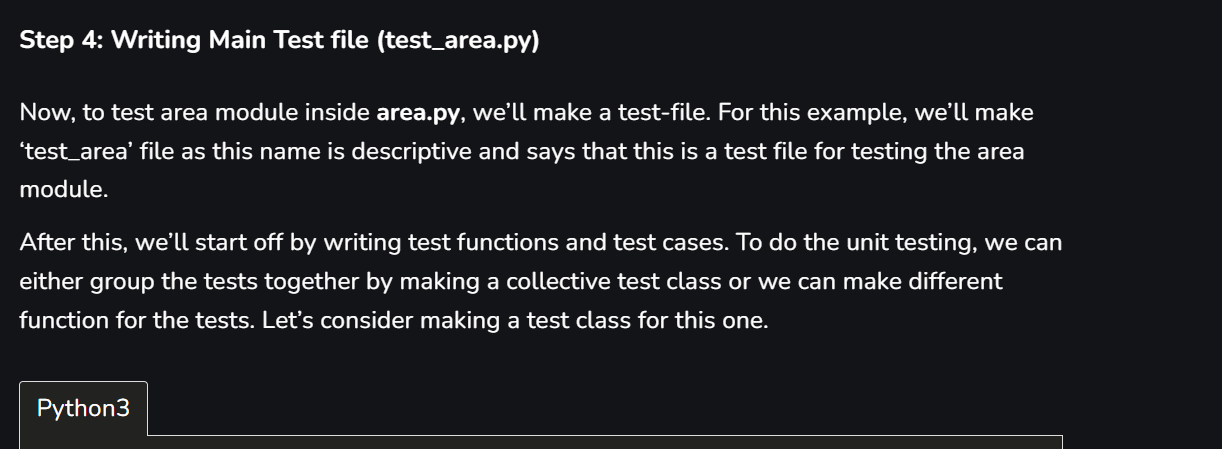 Step 4: Writing Main Test file (test_area.py)
Now, to test area module inside area.py, we’ll make a test-file. For this example, we’ll make
‘test_area’ file as this name is descriptive and says that this is a test file for testing the area
module.
After this, we’ll start off by writing test functions and test cases. To do the unit testing, we can
either group the tests together by making a collective test class or we can make different
function for the tests. Let’s consider making a test class for this one.
Python3